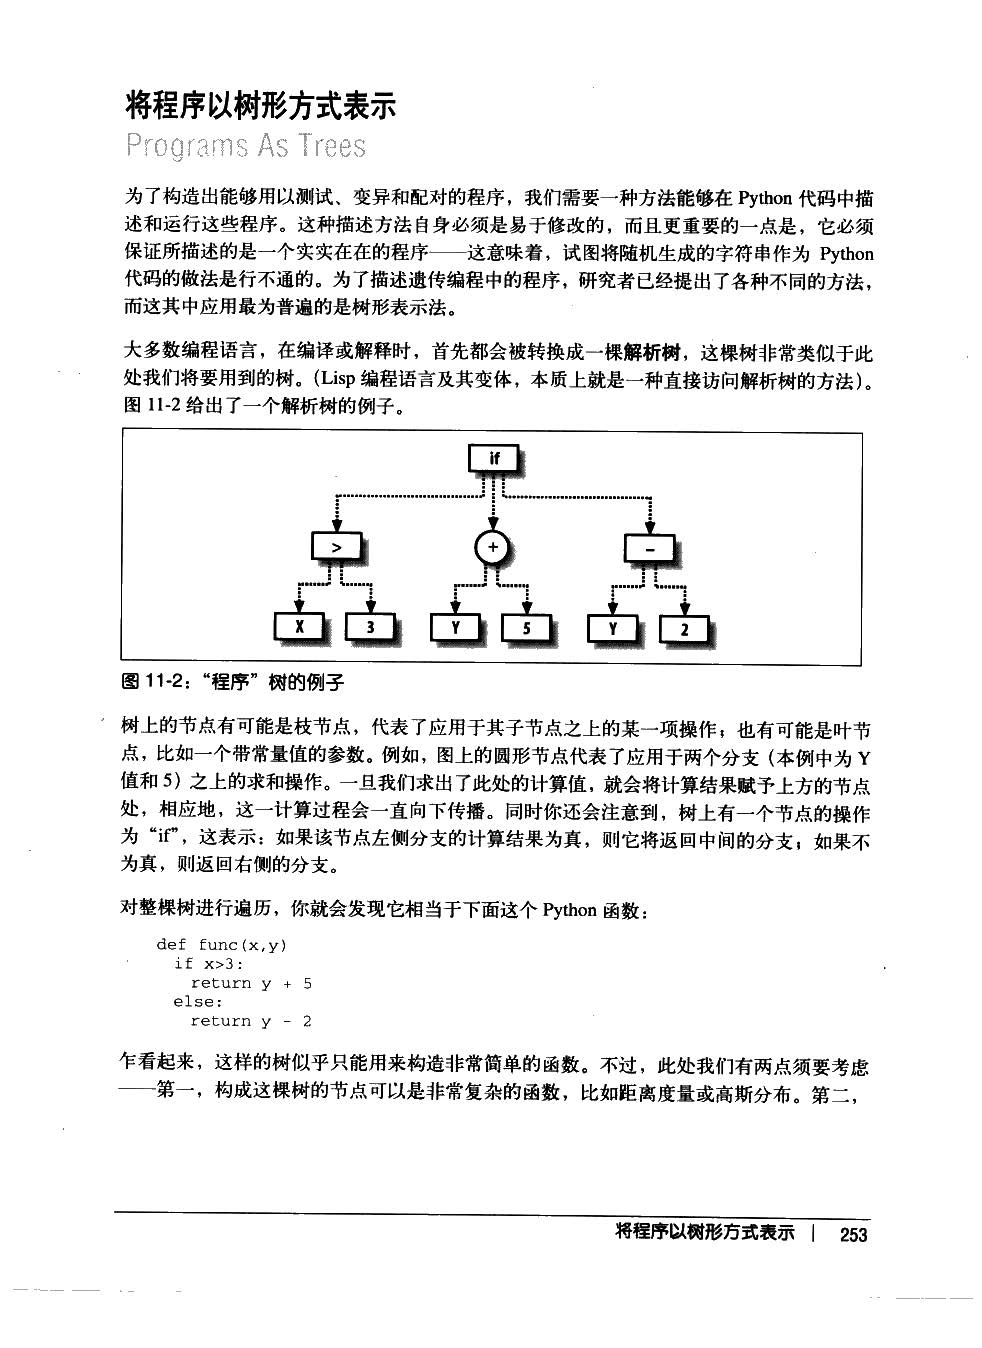 将程序以树形方式表示
Programs As Trees
为了构造出能够用以测试、变异和配对的程序，我们需要一种方法能够在 Python 代码中描
述和运行这些程序。这种描述方法自身必须是易于修改的，而且更重要的一点是，它必须
保证所描述的是一个实实在在的程序——这意味着，试图将随机生成的字符串作为 Python
代码的做法是行不通的。为了描述遗传编程中的程序，研究者已经提出了各种不同的方法，
而这其中应用最为普遍的是树形表示法。
大多数编程语言，在编译或解释时，首先都会被转换成一棵解析树，这棵树非常类似于此
处我们将要用到的树。（Lisp 编程语言及其变体，本质上就是一种直接访问解析树的方法）。
图 11-2 给出了一个解析树的例子。
if
> + -
X 3 Y 5 Y 2
图 11-2：“程序”树的例子
树上的节点有可能是枝节点，代表了应用于其子节点之上的某一项操作；也有可能是叶节
点，比如一个带常量值的参数。例如，图上的圆形节点代表了应用于两个分支（本例中为 Y
值和 5）之上的求和操作。一旦我们求出了此处的计算值，就会将计算结果赋予上方的节点
处，相应地，这一计算过程会一直向下传播。同时你还会注意到，树上有一个节点的操作
为“if”，这表示：如果该节点左侧分支的计算结果为真，则它将返回中间的分支；如果不
为真，则返回右侧的分支。
对整棵树进行遍历，你就会发现它相当于下面这个 Python 函数：
def func(x,y)
if x>3:
return y + 5
else:
return y - 2
乍看起来，这样的树似乎只能用来构造非常简单的函数。不过，此处我们有两点须要考虑
——第一，构成这棵树的节点可以是非常复杂的函数，比如距离度量或高斯分布。第二，
将程序以树形方式表示 | 253